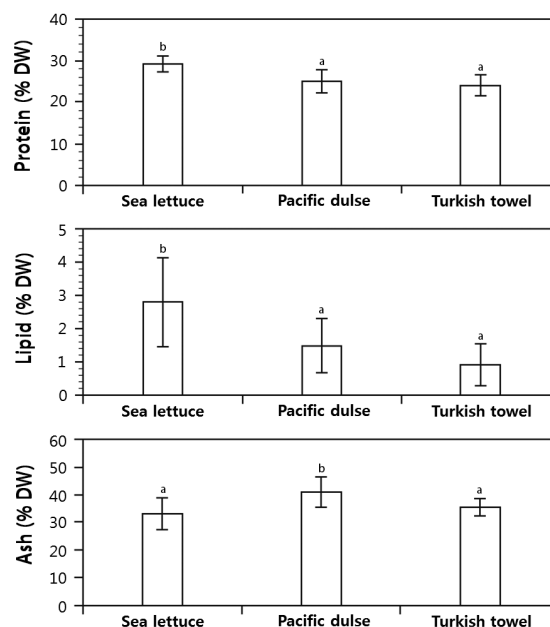 Protein (% DW)
40
30
20
10
0
b
a
a
Sea lettuce
Pacific dulse
Turkish towel
Lipid (% DW)
5
4
3
2
1
0
b
a
a
Sea lettuce
Pacific dulse
Turkish towel
Ash (% DW)
60
50
40
30
20
10
0
a
b
a
Sea lettuce
Pacific dulse
Turkish towel